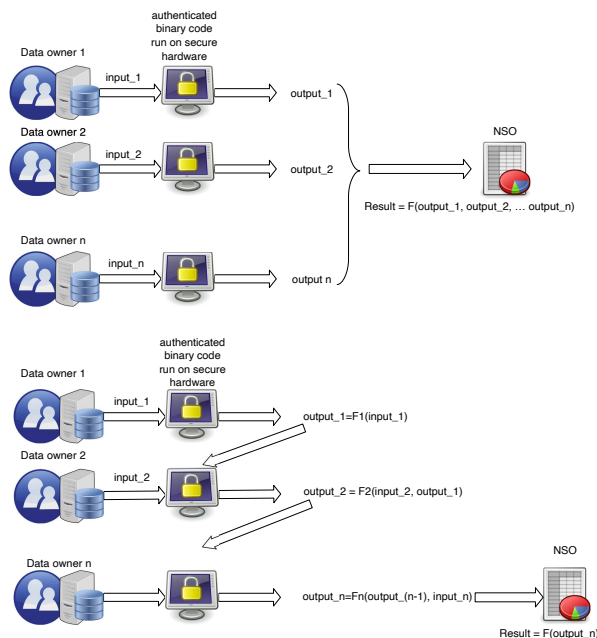 authenticated
binary code
run on secure
hardware
Data owner 1
input_1
output_1
Data owner 2
input_2
output_2
NSO
Result = F(output_1, output_2, ... output_n)
Data owner n
input_n
output n
authenticated
binary code
run on secure
hardware
Data owner 1
input_1
output_1=F1(input_1)
Data owner 2
input_2
output_2 = F2(input_2, output_1)
Data owner n
NSO
output_n=Fn(output_(n-1), input_n)
Result = F(output_n)